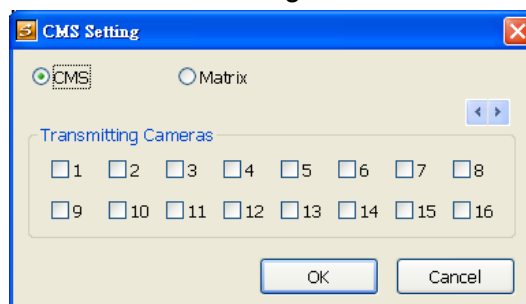 CMS Setting
CMS Matrix
Transmitting Cameras
1 2 3 4 5 6 7 8
9 10 11 12 13 14 15 16
OK Cancel